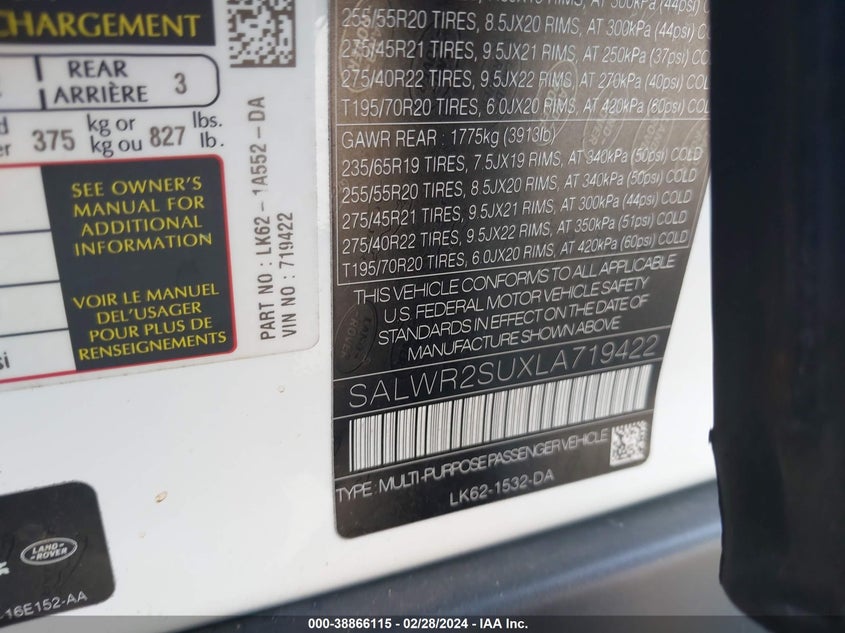 CHARGEMENT
REAR
ARRIÈRE 3
375 kg or
kg ou 827 lbs.
lb.
SEE OWNER'S
MANUAL FOR
ADDITIONAL
INFORMATION
VOIR LE MANUEL
DEL'USAGER
POUR PLUS DE
RENSEIGNEMENTS
PART NO : LK62 - 1A552 - DA
VIN NO : 719422
255/55R20 TIRES, 8.5JX20 RIMS, AT 300kPa (44psi) COL
275/45R21 TIRES, 9.5JX21 RIMS, AT 250kPa (37psi) COLD
275/40R22 TIRES, 9.5JX22 RIMS, AT 270kPa (40psi) COL
T195/70R20 TIRES, 6.0JX20 RIMS, AT 420kPa (60psi) COL
GAWR REAR : 1775kg (3913lb)
235/65R19 TIRES, 7.5JX19 RIMS, AT 340kPa (50psi) COLD
255/55R20 TIRES, 8.5JX20 RIMS, AT 340kPa (50psi) COLD
275/45R21 TIRES, 9.5JX21 RIMS, AT 300kPa (44psi) COLD
275/40R22 TIRES, 9.5JX22 RIMS, AT 350kPa (51psi) COLD
T195/70R20 TIRES, 6.0JX20 RIMS, AT 420kPa (60psi) COLD
THIS VEHICLE CONFORMS TO ALL APPLICABLE
U.S. FEDERAL MOTOR VEHICLE SAFETY
STANDARDS IN EFFECT ON THE DATE OF
MANUFACTURE SHOWN ABOVE
SALWR2SUXLA719422
TYPE : MULTI-PURPOSE PASSENGER VEHICLE
LK62-1532-DA
LAND ROVER
-16E152-AA
000-38866115 - 02/28/2024 - IAA Inc.